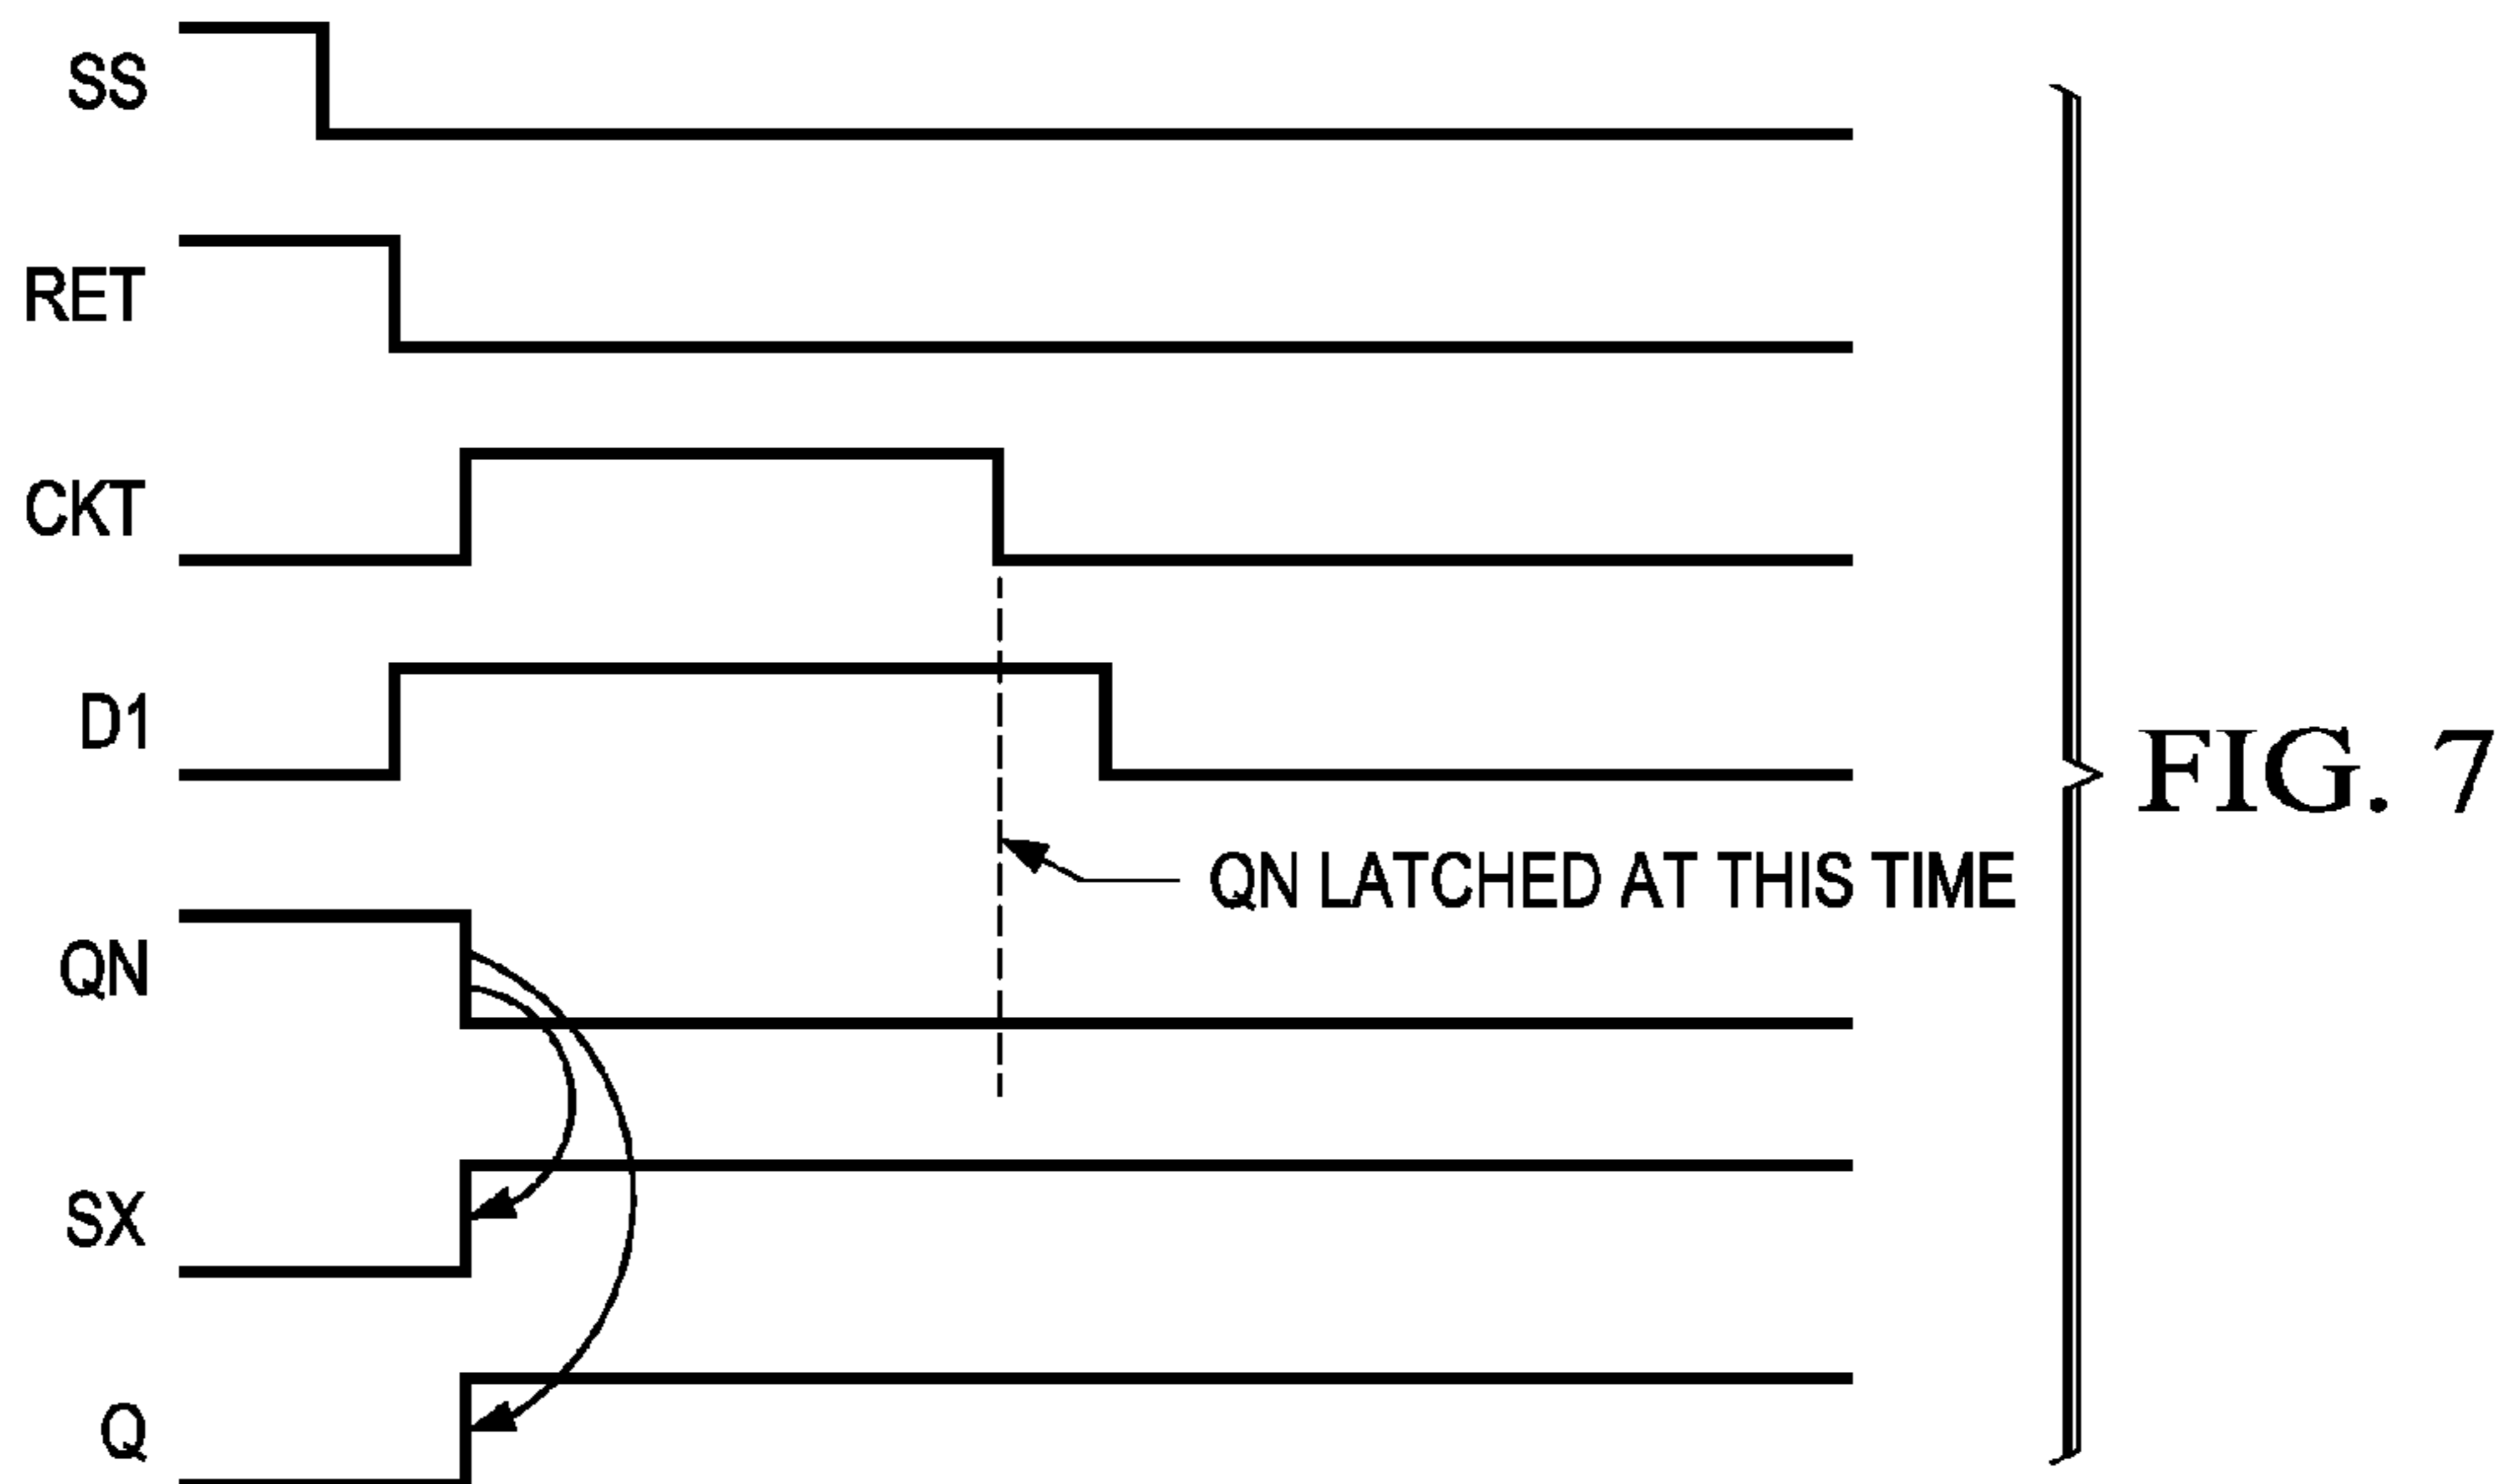 SS
RET
CKT
D1
QN LATCHED AT THIS TIME
QN
SX
Q
FIG. 7